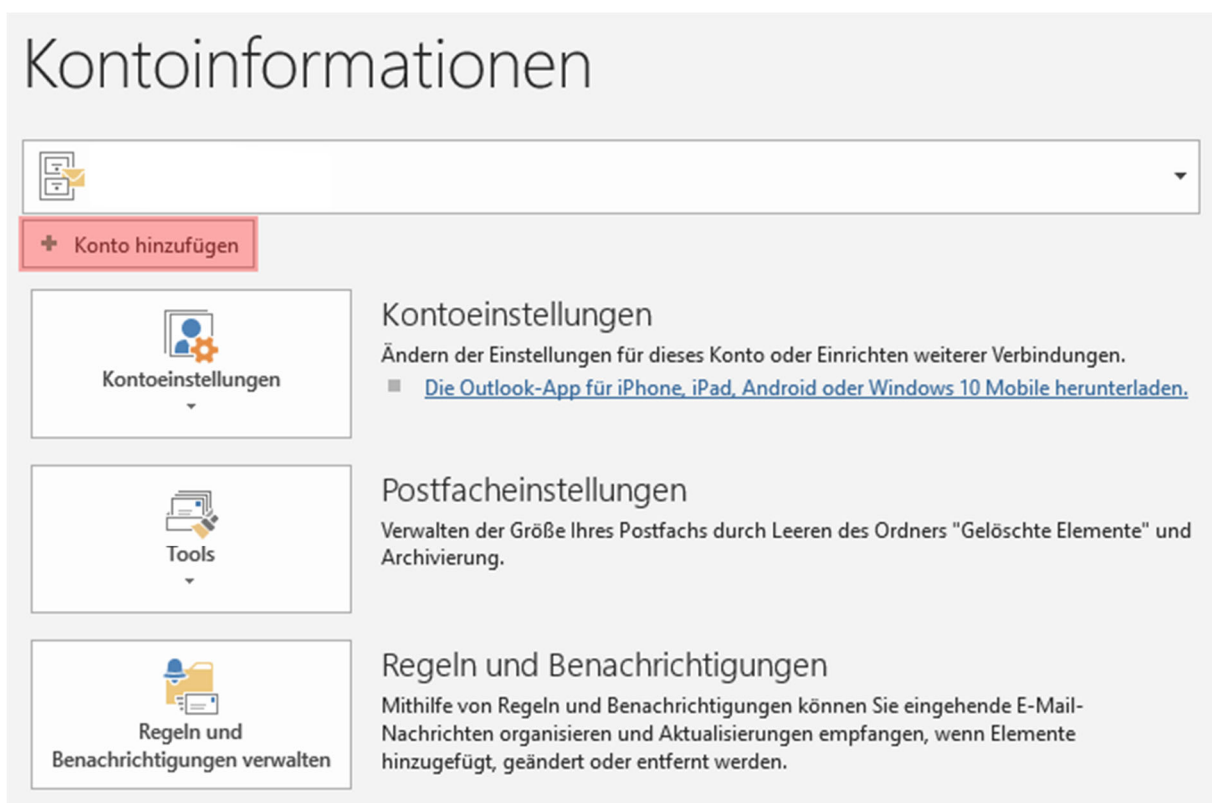 Kontoinformationen
Konto hinzufügen
Kontoeinstellungen
Kontoeinstellungen
Ändern der Einstellungen für dieses Konto oder Einrichten weiterer Verbindungen.
Die Outlook-App für iPhone, iPad, Android oder Windows 10 Mobile herunterladen.
Tools
Postfacheinstellungen
Verwalten der Größe Ihres Postfachs durch Leeren des Ordners "Gelöschte Elemente" und
Archivierung.
Regeln und
Benachrichtigungen verwalten
Regeln und Benachrichtigungen
Mithilfe von Regeln und Benachrichtigungen können Sie eingehende E-Mail-
Nachrichten organisieren und Aktualisierungen empfangen, wenn Elemente
hinzugefügt, geändert oder entfernt werden.